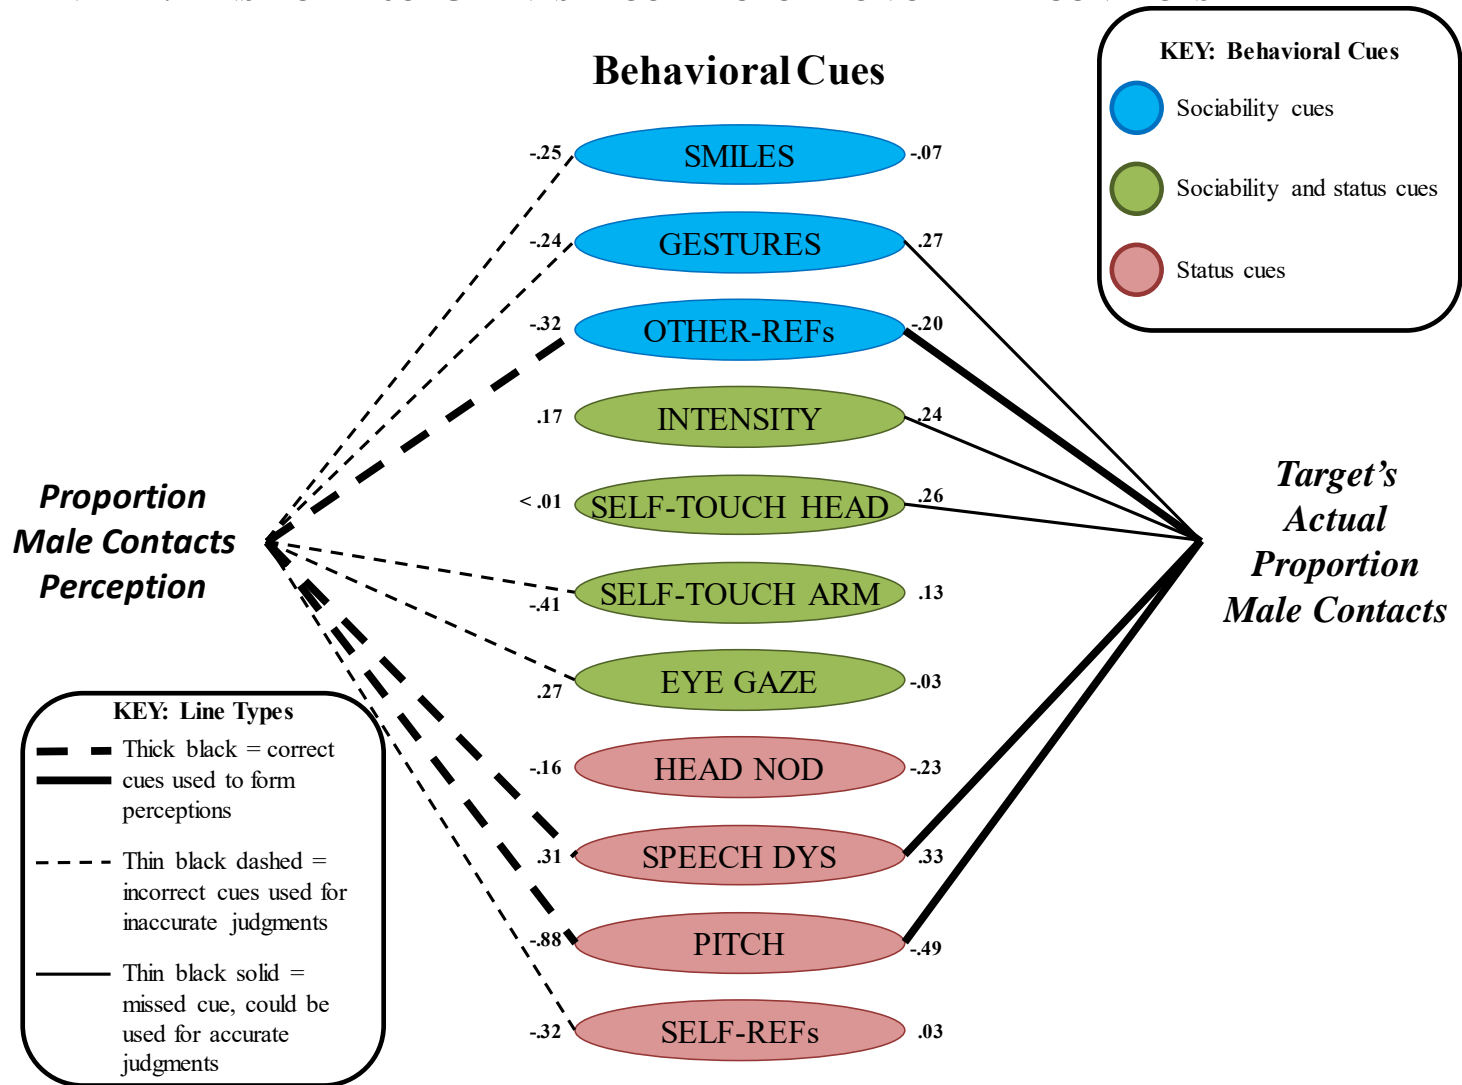 Behavioral Cues
KEY: Behavioral Cues
Sociability cues
Sociability and status cues
Status cues
-.25 SMILES -.07
-.24 GESTURES .27
-.32 OTHER-REFs -.20
.17 INTENSITY .24
< .01 SELF-TOUCH HEAD .26
-.41 SELF-TOUCH ARM .13
.27 EYE GAZE -.03
-.16 HEAD NOD -.23
.31 SPEECH DYS .33
-.88 PITCH -.49
-.32 SELF-REFs .03
Proportion
Male Contacts
Perception
Target's
Actual
Proportion
Male Contacts
KEY: Line Types
Thick black = correct
cues used to form
perceptions
Thin black dashed =
incorrect cues used for
inaccurate judgments
Thin black solid =
missed cue, could be
used for accurate
judgments